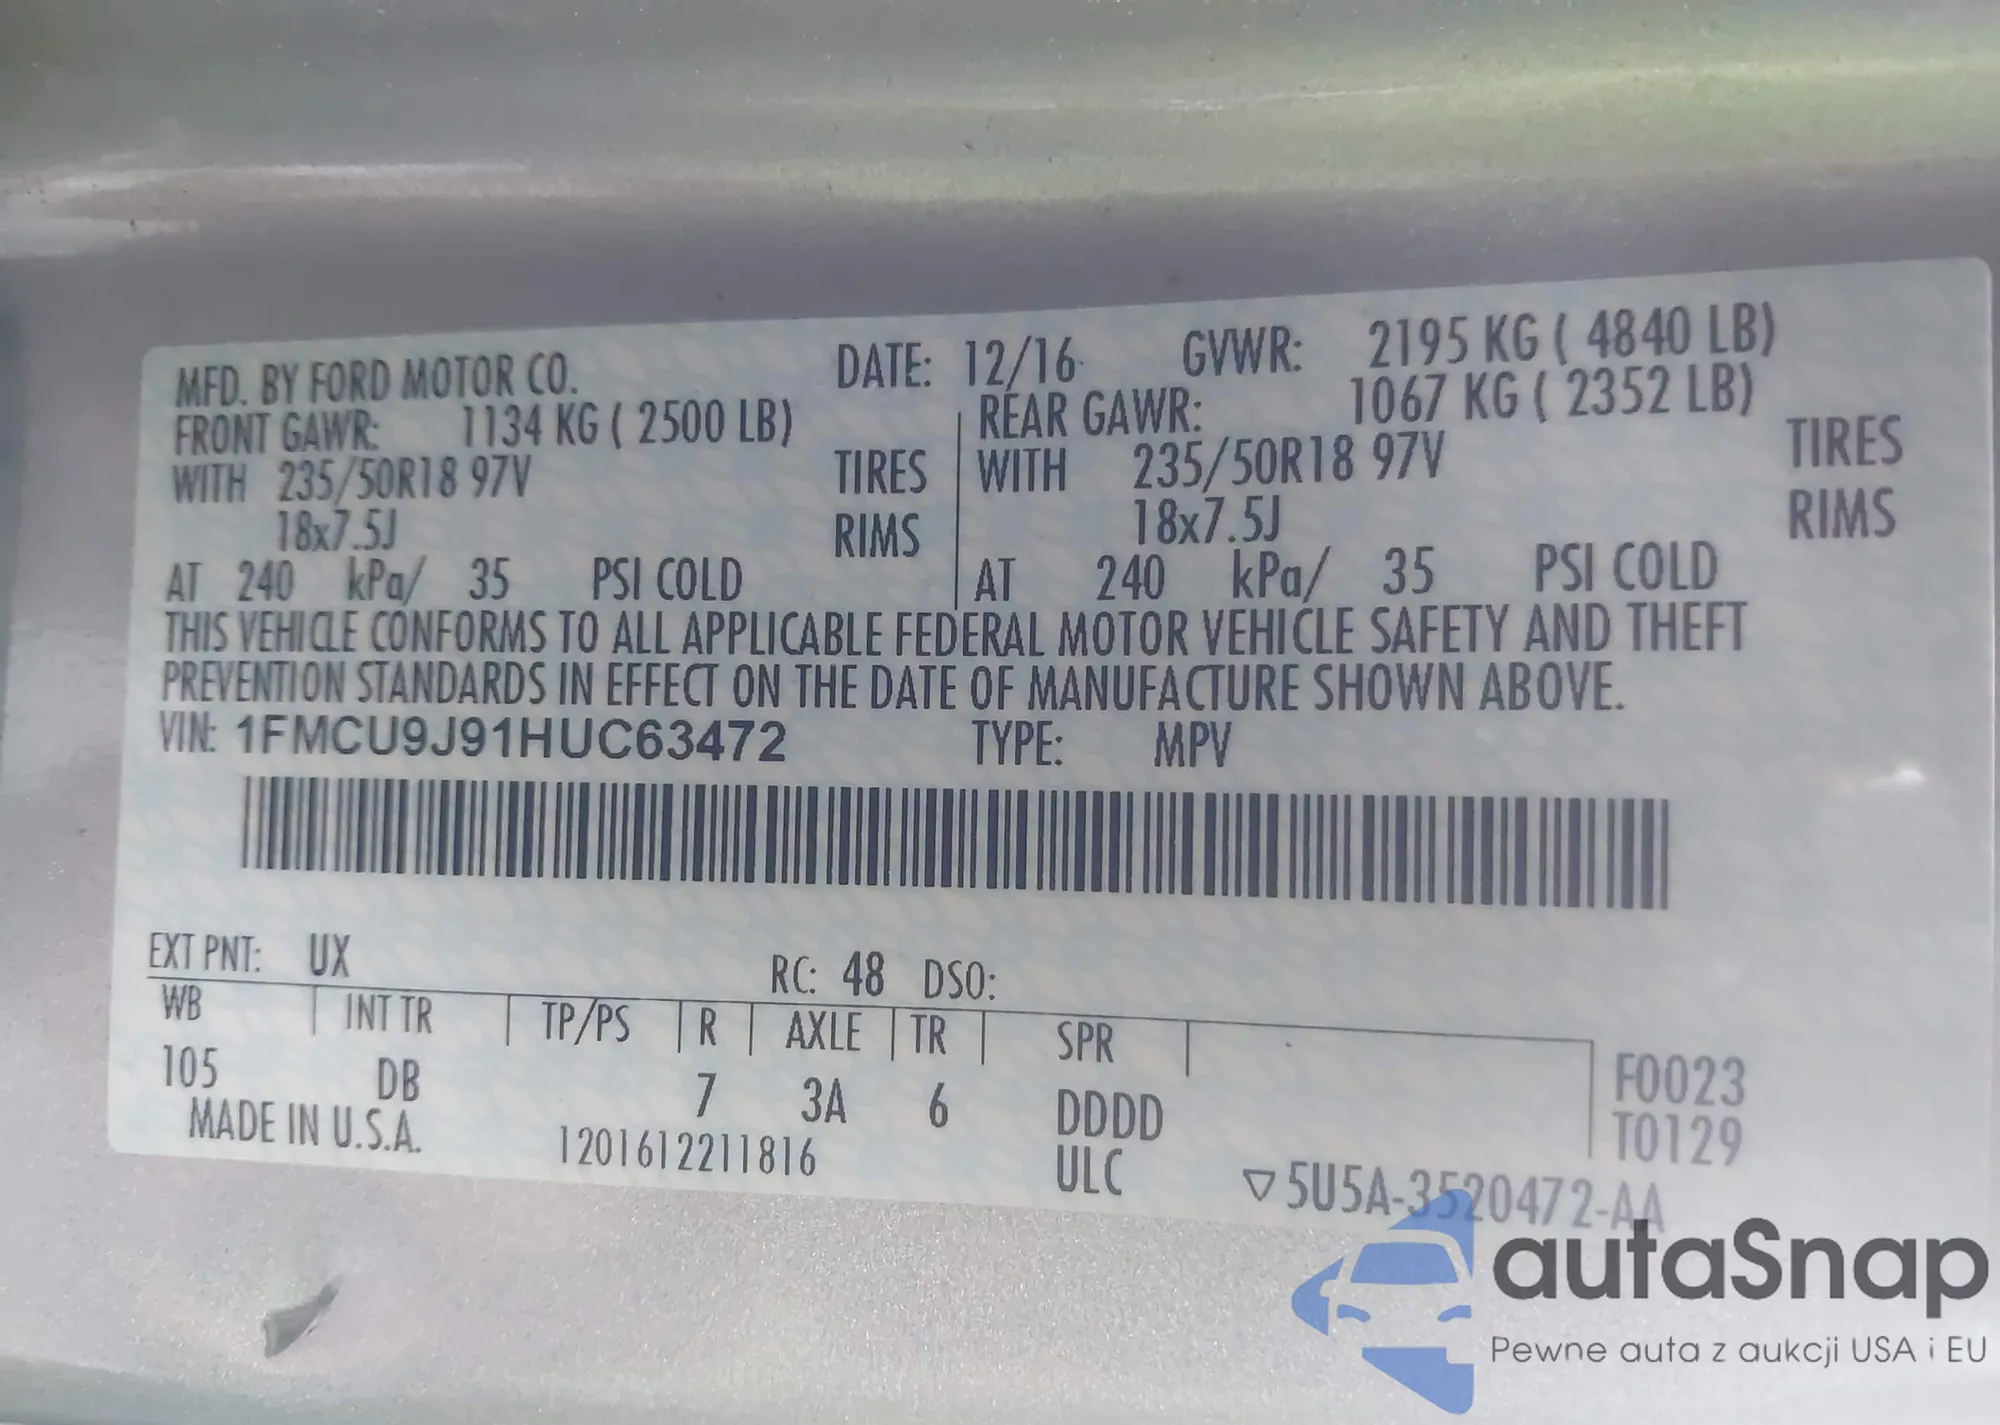 MFD. BY FORD MOTOR CO. DATE: 12/16 GVWR: 2195 KG ( 4840 LB)
FRONT GAWR: 1134 KG ( 2500 LB) REAR GAWR: 1067 KG ( 2352 LB)
WITH 235/50R18 97V TIRES WITH 235/50R18 97V TIRES
18x7.5J RIMS 18x7.5J RIMS
AT 240 kPa/ 35 PSI COLD AT 240 kPa/ 35 PSI COLD
THIS VEHICLE CONFORMS TO ALL APPLICABLE FEDERAL MOTOR VEHICLE SAFETY AND THEFT
PREVENTION STANDARDS IN EFFECT ON THE DATE OF MANUFACTURE SHOWN ABOVE.
VIN: 1FMCU9J91HUC63472 TYPE: MPV
EXT PNT: UX RC: 48 DSO:
WB INT TR TP/PS R AXLE TR SPR
105 DB 7 3A 6 DDDD F0023
MADE IN U.S.A. 1201612211816 ULC T0129
▽5U5A-3520472-AA
autaSnap
Pewne auta z aukcji USA i EU